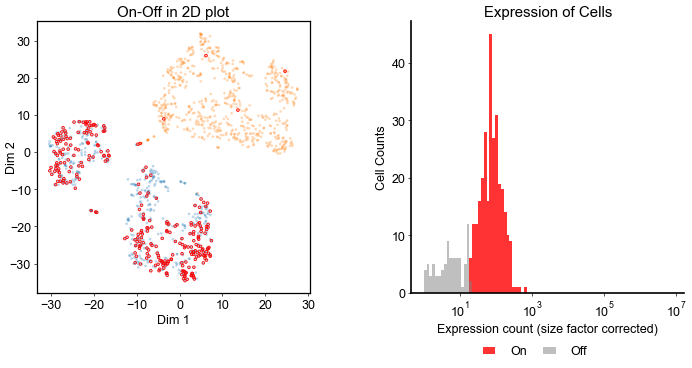 On-Off in 2D plot
Expression of Cells
Dim 2
30
20
10
0
−10
−20
−30
−30 −20 −10 0 10 20 30
Dim 1
Cell Counts
40
30
20
10
0
10^1 10^3 10^5 10^7
Expression count (size factor corrected)
On Off